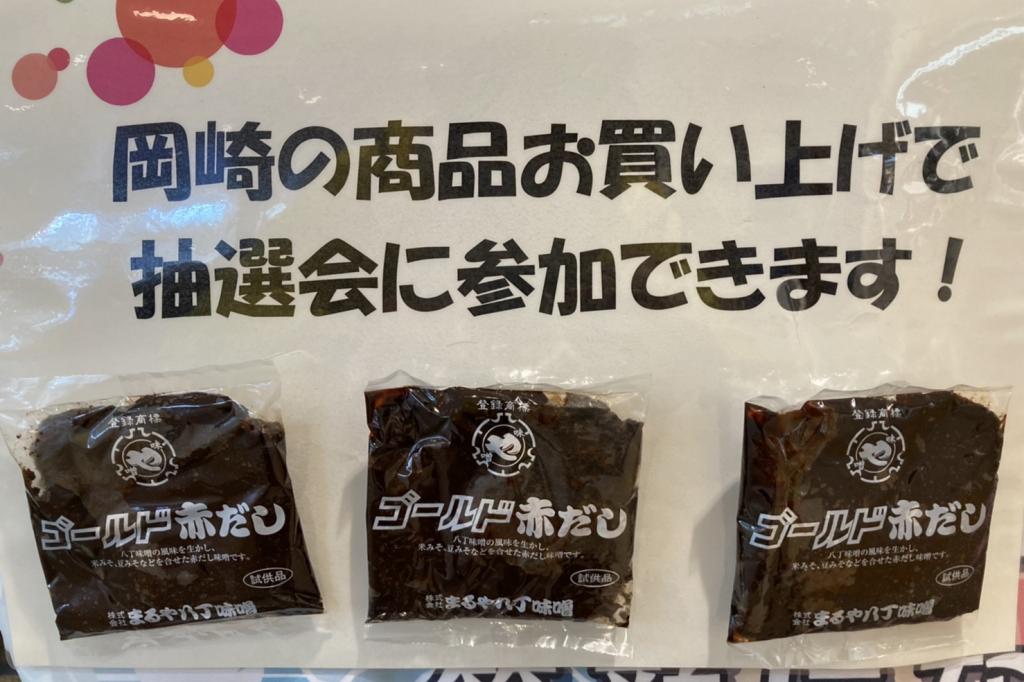 岡崎の商品お買い上げで
抽選会に参加できます！
登録商標
味噌
や
ゴールド赤だし
八丁味噌の風味を生かし、
米みそ、豆みそなどを合せた赤だし味噌です。
試供品
株式会社 まるや八丁味噌
登録商標
味噌
や
ゴールド赤だし
八丁味噌の風味を生かし、
米みそ、豆みそなどを合せた赤だし味噌です。
試供品
株式会社 まるや八丁味噌
登録商標
味噌
や
ゴールド赤だし
八丁味噌の風味を生かし、
米みそ、豆みそなどを合せた赤だし味噌です。
試供品
株式会社 まるや八丁味噌